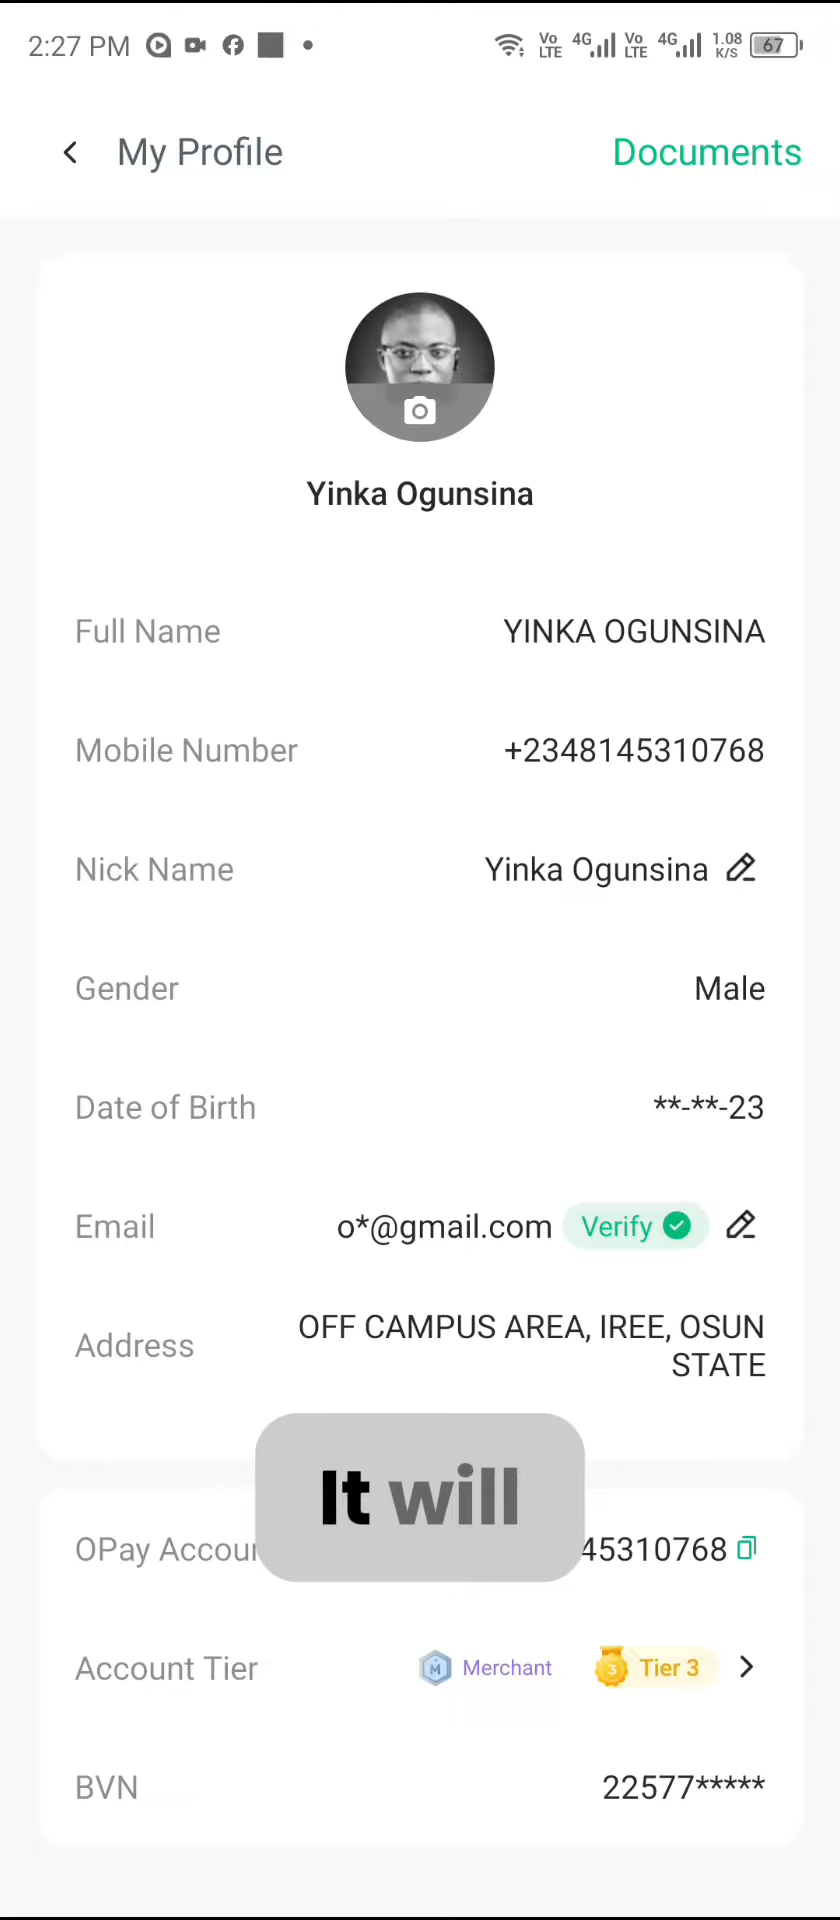 2:27 PM
Vo LTE 4G Vo LTE 4G 1.08 K/S 67
My Profile Documents
Yinka Ogunsina
Full Name YINKA OGUNSINA
Mobile Number +2348145310768
Nick Name Yinka Ogunsina
Gender Male
Date of Birth **-**-23
Email o*@gmail.com Verify
Address OFF CAMPUS AREA, IREE, OSUN
STATE
It will
OPay 45310768
Account Tier M Merchant 3 Tier 3
BVN 22577*****